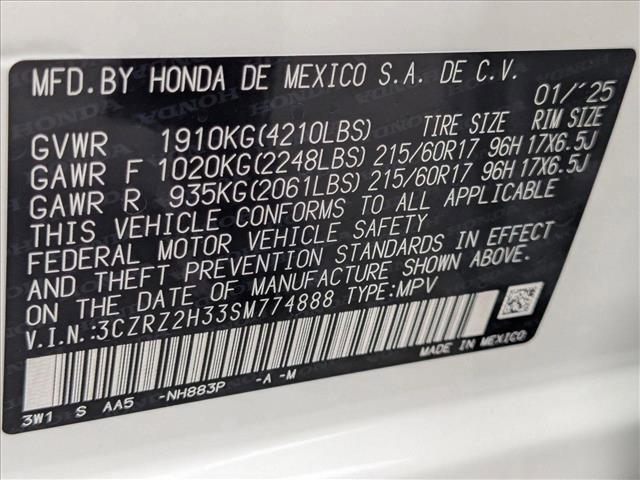 MFD.BY HONDA DE MEXICO S.A. DE C.V.
01/´25
GVWR 1910KG(4210LBS) TIRE SIZE RIM SIZE
GAWR F 1020KG(2248LBS) 215/60R17 96H 17X6.5J
GAWR R 935KG(2061LBS) 215/60R17 96H 17X6.5J
THIS VEHICLE CONFORMS TO ALL APPLICABLE
FEDERAL MOTOR VEHICLE SAFETY
AND THEFT PREVENTION STANDARDS IN EFFECT
ON THE DATE OF MANUFACTURE SHOWN ABOVE.
V.I.N.:3CZRZ2H33SM774888 TYPE:MPV
MADE IN MEXICO
3W1 S AA5 -NH883P -A -M